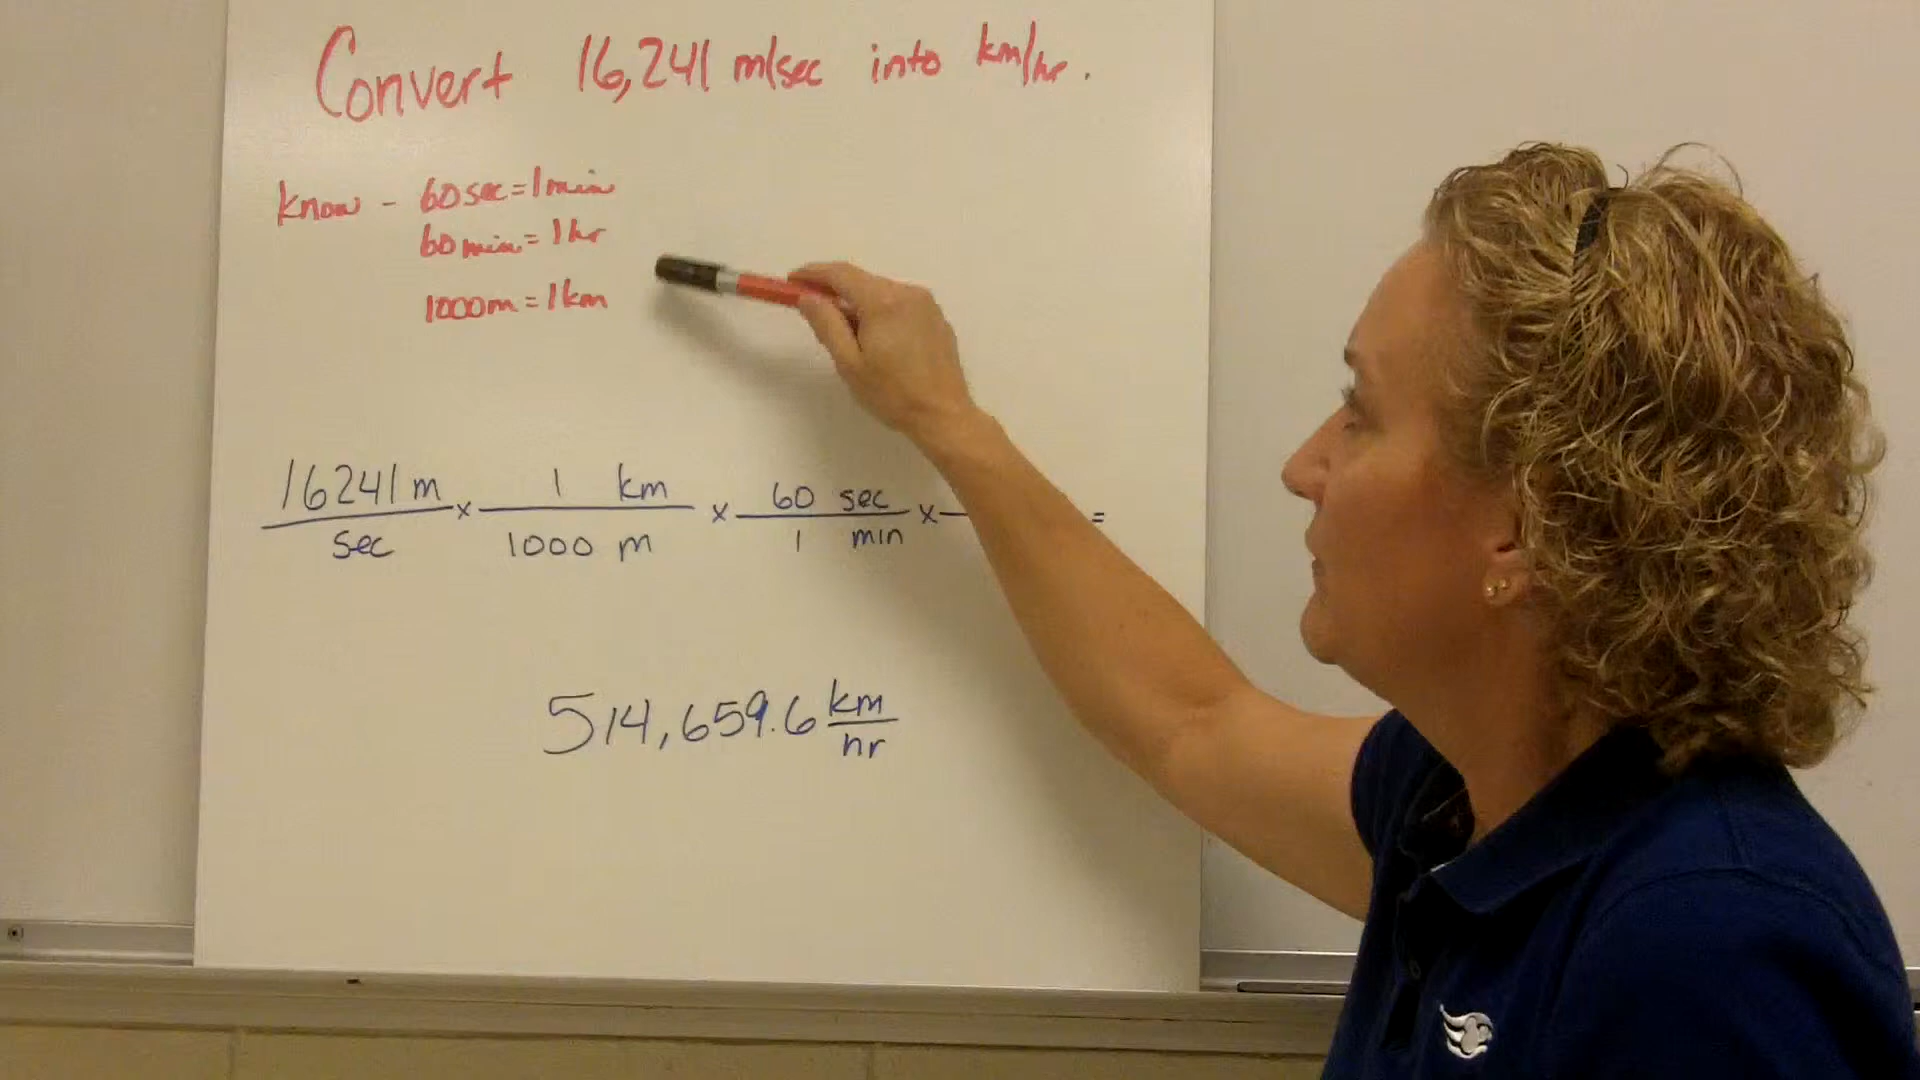 Convert 16,241 m/sec into km/hr.
know - 60 sec = 1 min
60 min = 1 hr
1000m = 1 km
16241 m / sec x 1 km / 1000 m x 60 sec / 1 min x =
514,659.6 km / hr